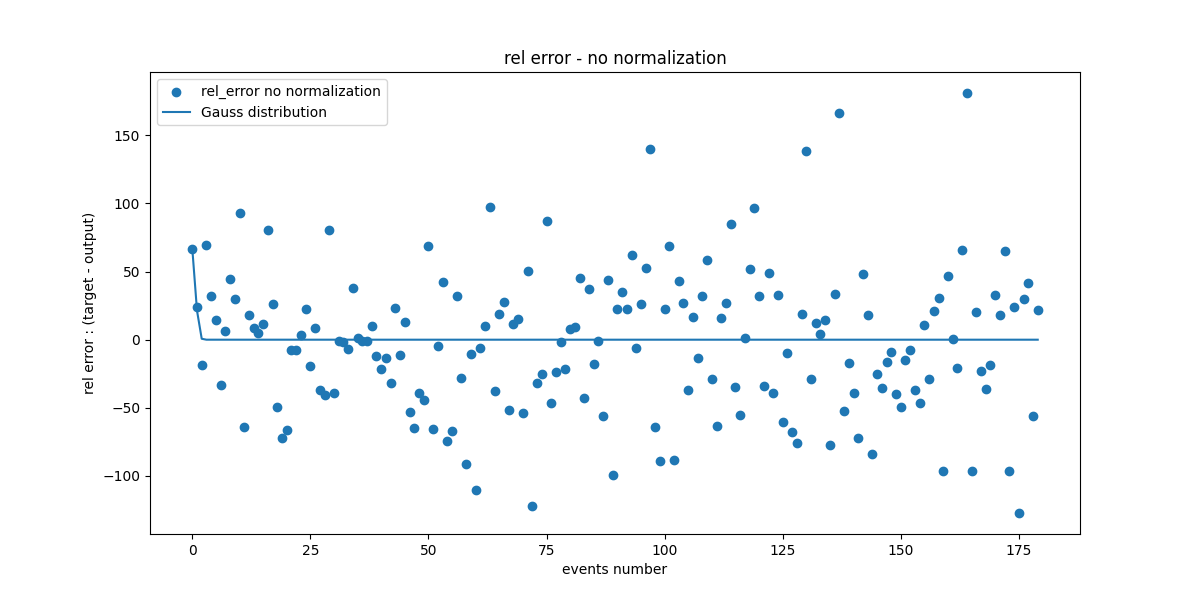 rel error - no normalization
rel_error no normalization
Gauss distribution
150
100
50
0
−50
−100
rel error : (target - output)
0 25 50 75 100 125 150 175
events number